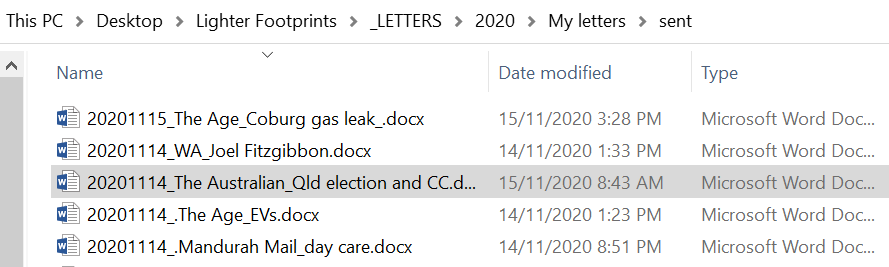 This PC > Desktop > Lighter Footprints > _LETTERS > 2020 > My letters > sent
Name Date modified Type
20201115_The Age_Coburg gas leak_.docx 15/11/2020 3:28 PM Microsoft Word Doc...
20201114_WA_Joel Fitzgibbon.docx 14/11/2020 1:33 PM Microsoft Word Doc...
20201114_The Australian_Qld election and CC.d... 15/11/2020 8:43 AM Microsoft Word Doc...
20201114_.The Age_EVs.docx 14/11/2020 1:23 PM Microsoft Word Doc...
20201114_.Mandurah Mail_day care.docx 14/11/2020 8:51 PM Microsoft Word Doc...